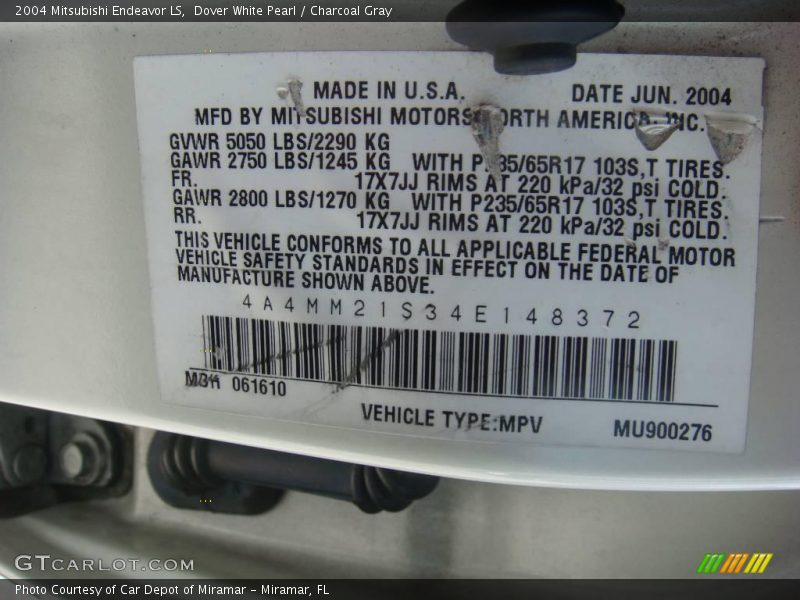 2004 Mitsubishi Endeavor LS, Dover White Pearl / Charcoal Gray
MADE IN U.S.A. DATE JUN. 2004
MFD BY MITSUBISHI MOTORS NORTH AMERICA, INC.
GVWR 5050 LBS/2290 KG
GAWR 2750 LBS/1245 KG WITH P235/65R17 103S,T TIRES.
FR. 17X7JJ RIMS AT 220 kPa/32 psi COLD.
GAWR 2800 LBS/1270 KG WITH P235/65R17 103S,T TIRES.
RR. 17X7JJ RIMS AT 220 kPa/32 psi COLD.
THIS VEHICLE CONFORMS TO ALL APPLICABLE FEDERAL MOTOR
VEHICLE SAFETY STANDARDS IN EFFECT ON THE DATE OF
MANUFACTURE SHOWN ABOVE.
4A4MM21S34E148372
061610
VEHICLE TYPE:MPV MU900276
GTCARLOT.COM
Photo Courtesy of Car Depot of Miramar - Miramar, FL